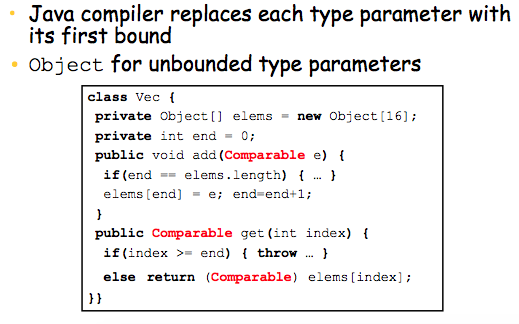 • Java compiler replaces each type parameter with
its first bound
• Object for unbounded type parameters
class Vec {
private Object[] elems = new Object[16];
private int end = 0;
public void add(Comparable e) {
if(end == elems.length) { … }
elems[end] = e; end=end+1;
}
public Comparable get(int index) {
if(index >= end) { throw … }
else return (Comparable) elems[index];
}}